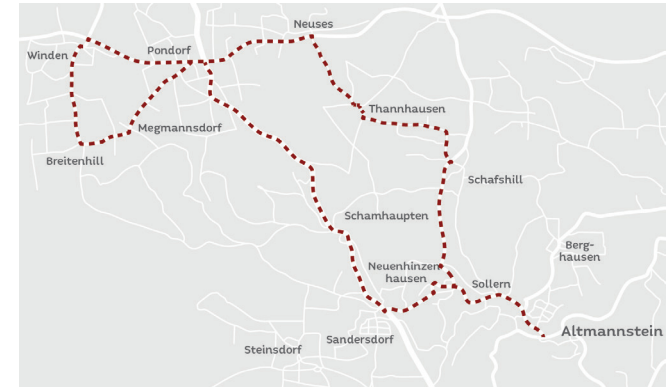 Neuses
Winden
Pondorf
Thannhausen
Megmannsdorf
Breitenhill
Schafshill
Schamhaupten
Berg-
hausen
Neuenhinzen
hausen
Sollern
Altmannstein
Sandersdorf
Steinsdorf